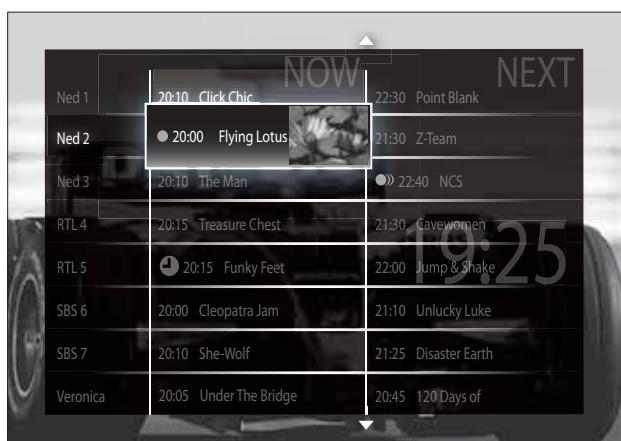 NOW NEXT
Ned 1 20:10 Click Chic 22:30 Point Blank
Ned 2 20:00 Flying Lotus 21:30 Z-Team
Ned 3 20:10 The Man 22:40 NCS
RTL 4 20:15 Treasure Chest 21:30 Cavewomen
19:25
RTL 5 20:15 Funky Feet 22:00 Jump & Shake
SBS 6 20:00 Cleopatra Jam 21:10 Unlucky Luke
SBS 7 20:10 She-Wolf 21:25 Disaster Earth
Veronica 20:05 Under The Bridge 20:45 120 Days of